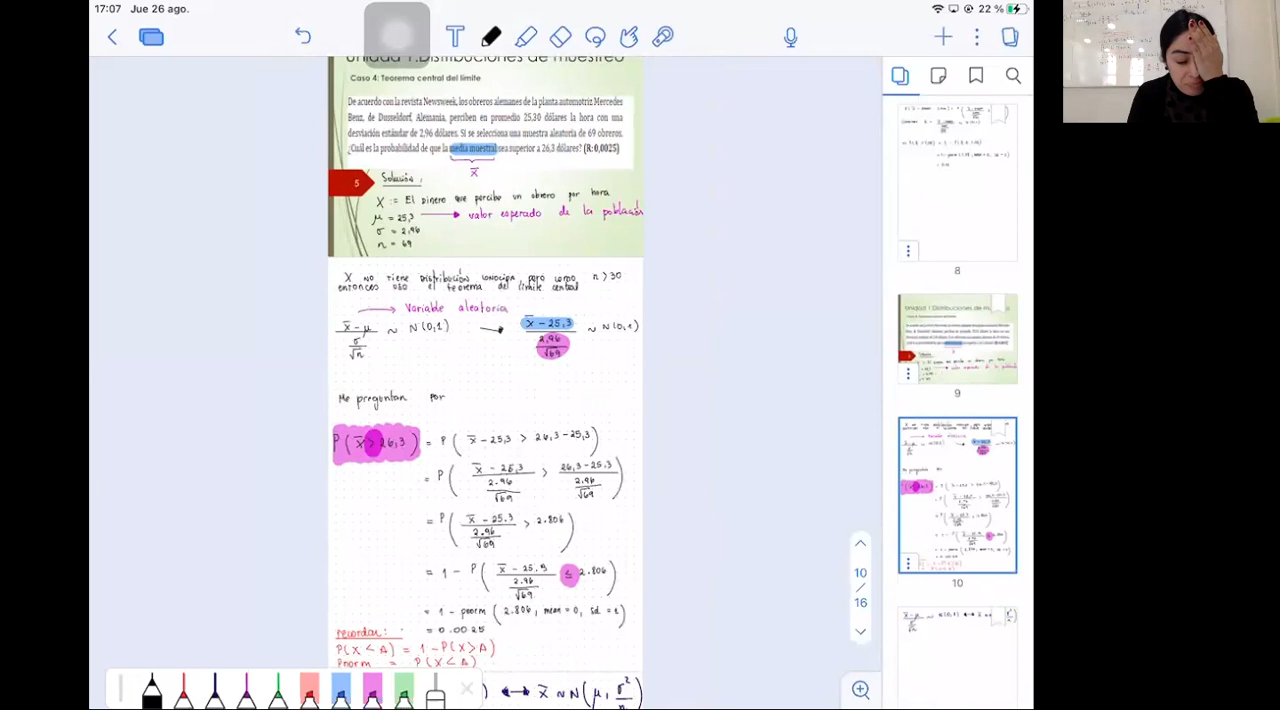 17:07 Jue 26 ago.
22 %
Unidad 1.Distribuciones de muestreo
Caso 4: Teorema central del límite
De acuerdo con la revista Newsweek, los obreros alemanes de la planta automotriz Mercedes
Benz, de Dusseldorf, Alemania, perciben en promedio 25,30 dólares la hora con una
desviación estándar de 2,96 dólares. Si se selecciona una muestra aleatoria de 69 obreros.
¿Cuál es la probabilidad de que la media muestral sea superior a 26,3 dólares? (R:0,0025)
x̄
5
Solución:
X := El dinero que percibe un obrero por hora
μ = 25,3 → valor esperado de la población
σ = 2,96
n = 69
X no tiene distribución conocida, pero como n > 30
entonces uso el teorema del límite central
→ Variable aleatoria
(x̄ - μ)/(σ/√n) ~ N(0,1) → (x̄ - 25,3)/(2,96/√69) ~ N(0,1)
Me preguntan por
P(x̄ > 26,3) = P(x̄ - 25,3 > 26,3 - 25,3)
= P((x̄ - 25,3)/(2.96/√69) > (26,3 - 25,3)/(2.96/√69))
= P((x̄ - 25.3)/(2.96/√69) > 2.806)
= 1 - P((x̄ - 25.9)/(2.96/√69) ≤ 2.806)
= 1 - pnorm(2.806, mean = 0, sd = 1)
= 0.0025
recordar:
P(X < A) = 1 - P(X > A)
Pnorm = P(X < A)
) ↔ x̄ ~ N(μ, σ²/n)
8
9
10
10
/
16